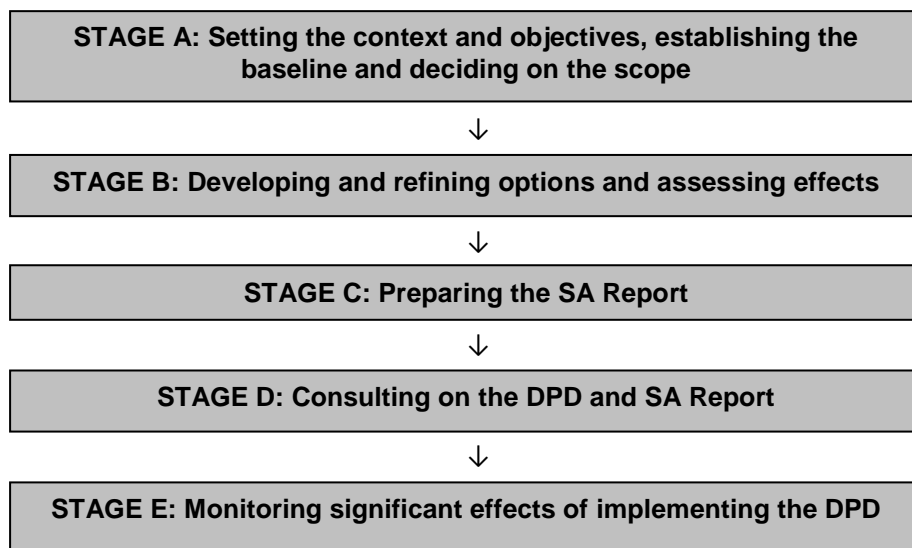 STAGE A: Setting the context and objectives, establishing the
baseline and deciding on the scope
↓
STAGE B: Developing and refining options and assessing effects
↓
STAGE C: Preparing the SA Report
↓
STAGE D: Consulting on the DPD and SA Report
↓
STAGE E: Monitoring significant effects of implementing the DPD